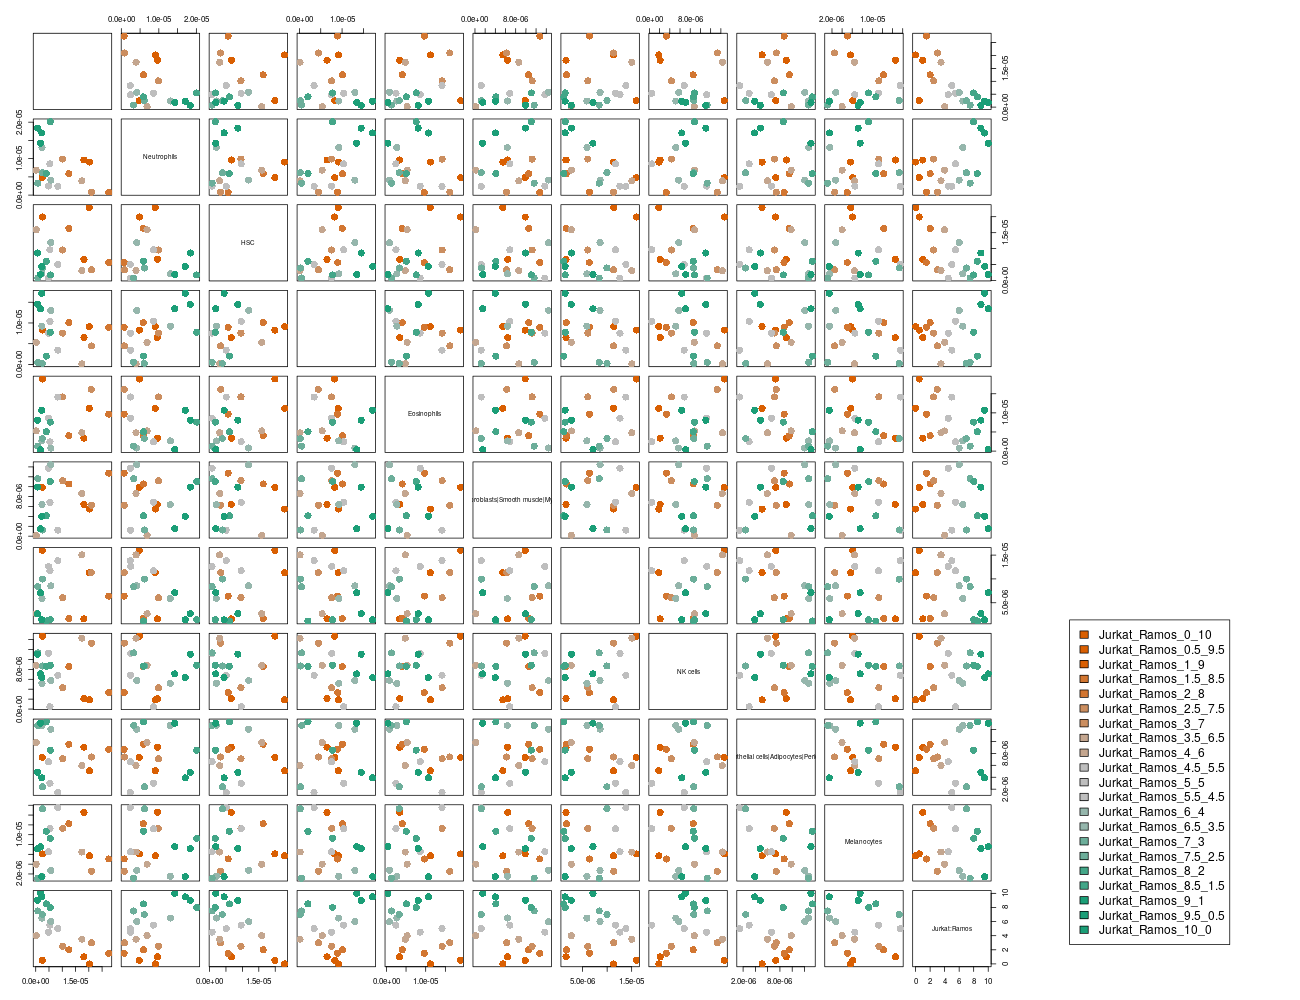 0.0e+00 1.0e-05 2.0e-05 0.0e+00 1.0e-05 0.0e+00 8.0e-06 0.0e+00 8.0e-06 2.0e-06 1.0e-05
0.0e+00 1.5e-05
0.0e+00 1.0e-05 2.0e-05
Neutrophils
HSC
0.0e+00 1.5e-05
0.0e+00 1.0e-05
Eosinophils
0.0e+00 1.0e-05
0.0e+00 8.0e-06
roblasts|Smooth muscle|My
5.0e-06 1.5e-05
0.0e+00 8.0e-06
NK cells
thelial cells|Adipocytes|Peri
2.0e-06 8.0e-06
2.0e-06 1.0e-05
Melanocytes
Jurkat:Ramos
0 2 4 6 8 10
0.0e+00 1.5e-05 0.0e+00 1.5e-05 0.0e+00 1.0e-05 5.0e-06 1.5e-05 2.0e-06 8.0e-06 0 2 4 6 8 10
Jurkat_Ramos_0_10
Jurkat_Ramos_0.5_9.5
Jurkat_Ramos_1_9
Jurkat_Ramos_1.5_8.5
Jurkat_Ramos_2_8
Jurkat_Ramos_2.5_7.5
Jurkat_Ramos_3_7
Jurkat_Ramos_3.5_6.5
Jurkat_Ramos_4_6
Jurkat_Ramos_4.5_5.5
Jurkat_Ramos_5_5
Jurkat_Ramos_5.5_4.5
Jurkat_Ramos_6_4
Jurkat_Ramos_6.5_3.5
Jurkat_Ramos_7_3
Jurkat_Ramos_7.5_2.5
Jurkat_Ramos_8_2
Jurkat_Ramos_8.5_1.5
Jurkat_Ramos_9_1
Jurkat_Ramos_9.5_0.5
Jurkat_Ramos_10_0